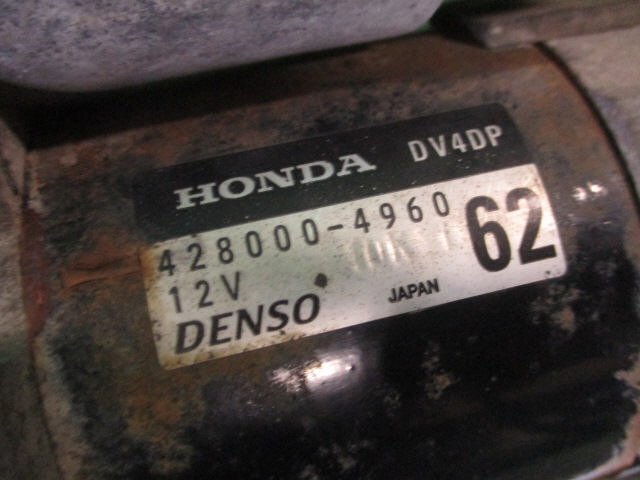 HONDA DV4DP
428000-4960
12V
62
DENSO JAPAN